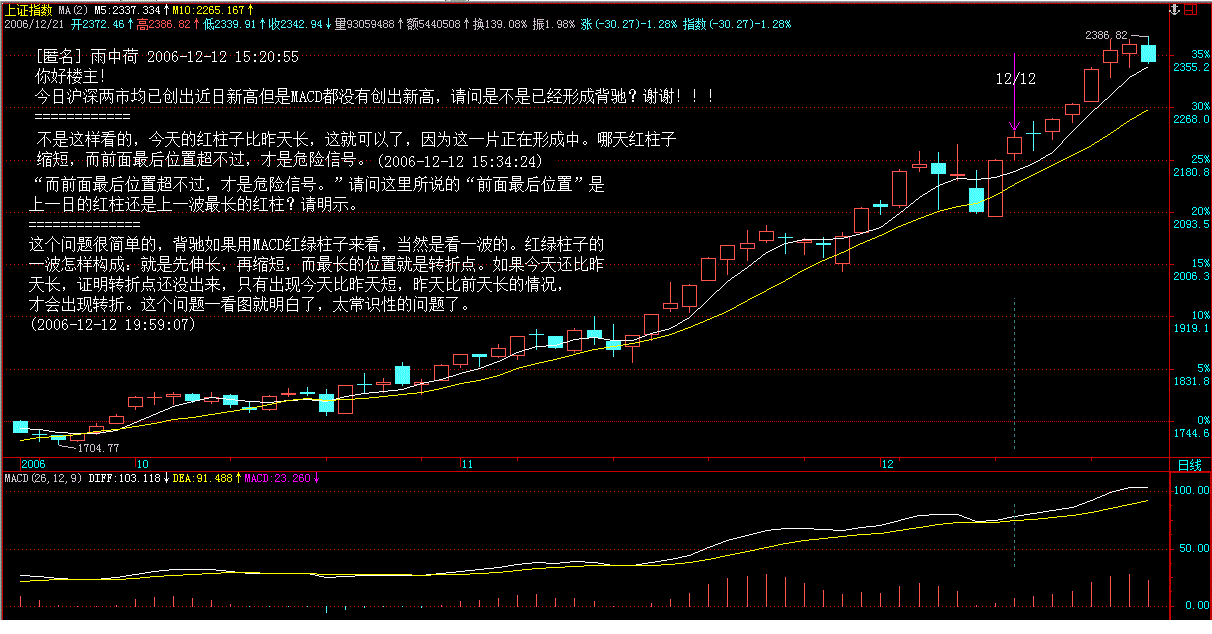 上证指数 MA(2) M5:2337.334↑M10:2265.167↑
2006/12/21 开2372.46↑高2386.82↑低2339.91↑收2342.94↓量93059488↑额5440508↑换139.08% 振1.98% 涨(-30.27)-1.28% 指数(-30.27)-1.28%
2386.82
[匿名] 雨中荷 2006-12-12 15:20:55
你好楼主!
今日沪深两市均已创出近日新高但是MACD都没有创出新高，请问是不是已经形成背驰？谢谢！！！
============
不是这样看的，今天的红柱子比昨天长，这就可以了，因为这一片正在形成中。哪天红柱子
缩短，而前面最后位置超不过，才是危险信号。(2006-12-12 15:34:24)
“而前面最后位置超不过，才是危险信号。”请问这里所说的“前面最后位置”是
上一日的红柱还是上一波最长的红柱？请明示。
==============
这个问题很简单的，背驰如果用MACD红绿柱子来看，当然是看一波的。红绿柱子的
一波怎样构成：就是先伸长，再缩短，而最长的位置就是转折点。如果今天还比昨
天长，证明转折点还没出来，只有出现今天比昨天短，昨天比前天长的情况，
才会出现转折。这个问题一看图就明白了，太常识性的问题了。
(2006-12-12 19:59:07)
12/12
35%
2355.2
30%
2268.0
25%
2180.8
20%
2093.5
15%
2006.3
10%
1919.1
5%
1831.8
0%
1744.6
1704.77
2006
10
11
12
日线
MACD(26,12,9) DIFF:103.118↓DEA:91.488↑MACD:23.260↓
100.00
50.00
0.00